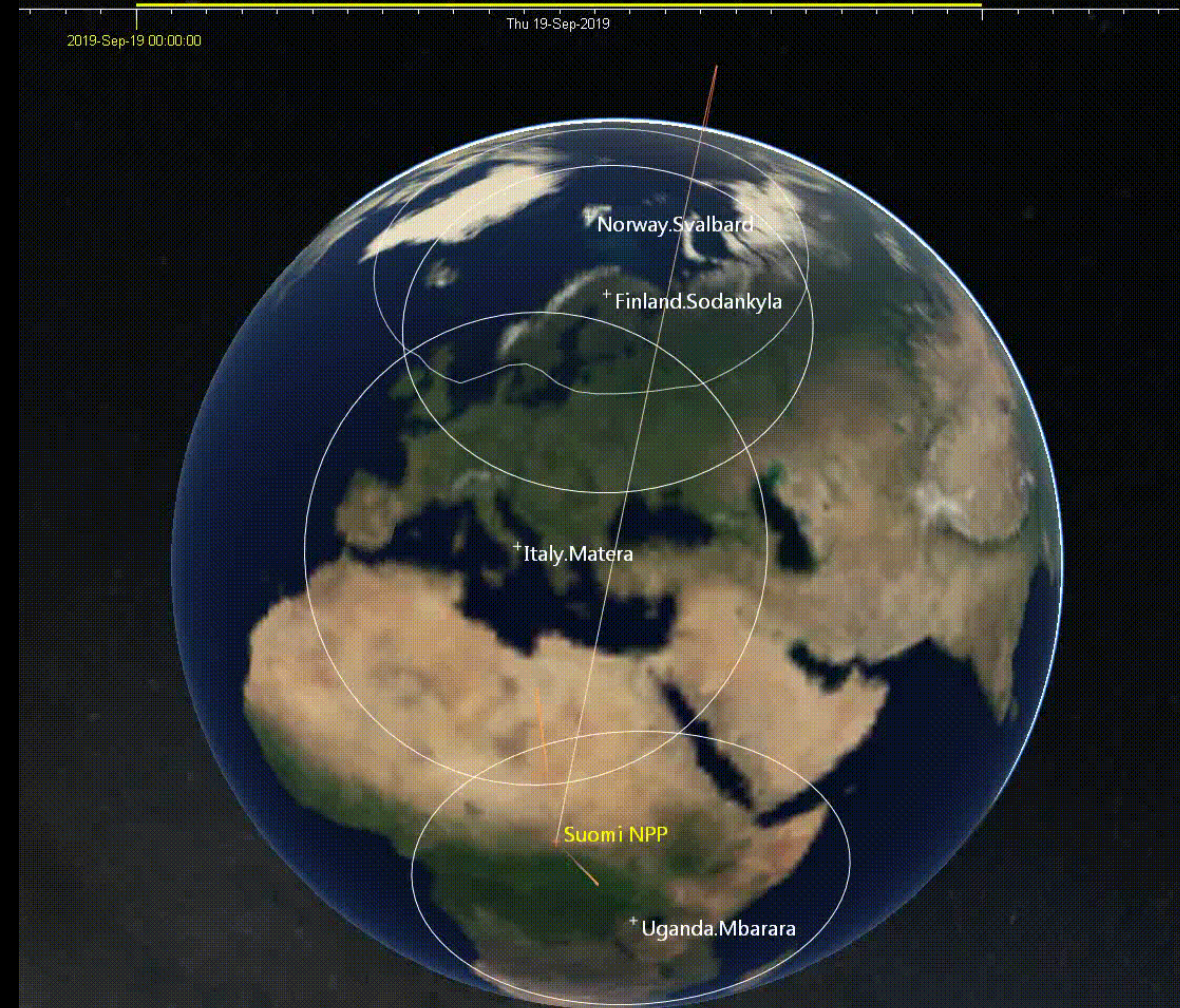 Thu 19-Sep-2019
2019-Sep-19 00:00:00
Norway.Svalbard
Finland.Sodankyla
Italy.Matera
Suomi NPP
Uganda.Mbarara